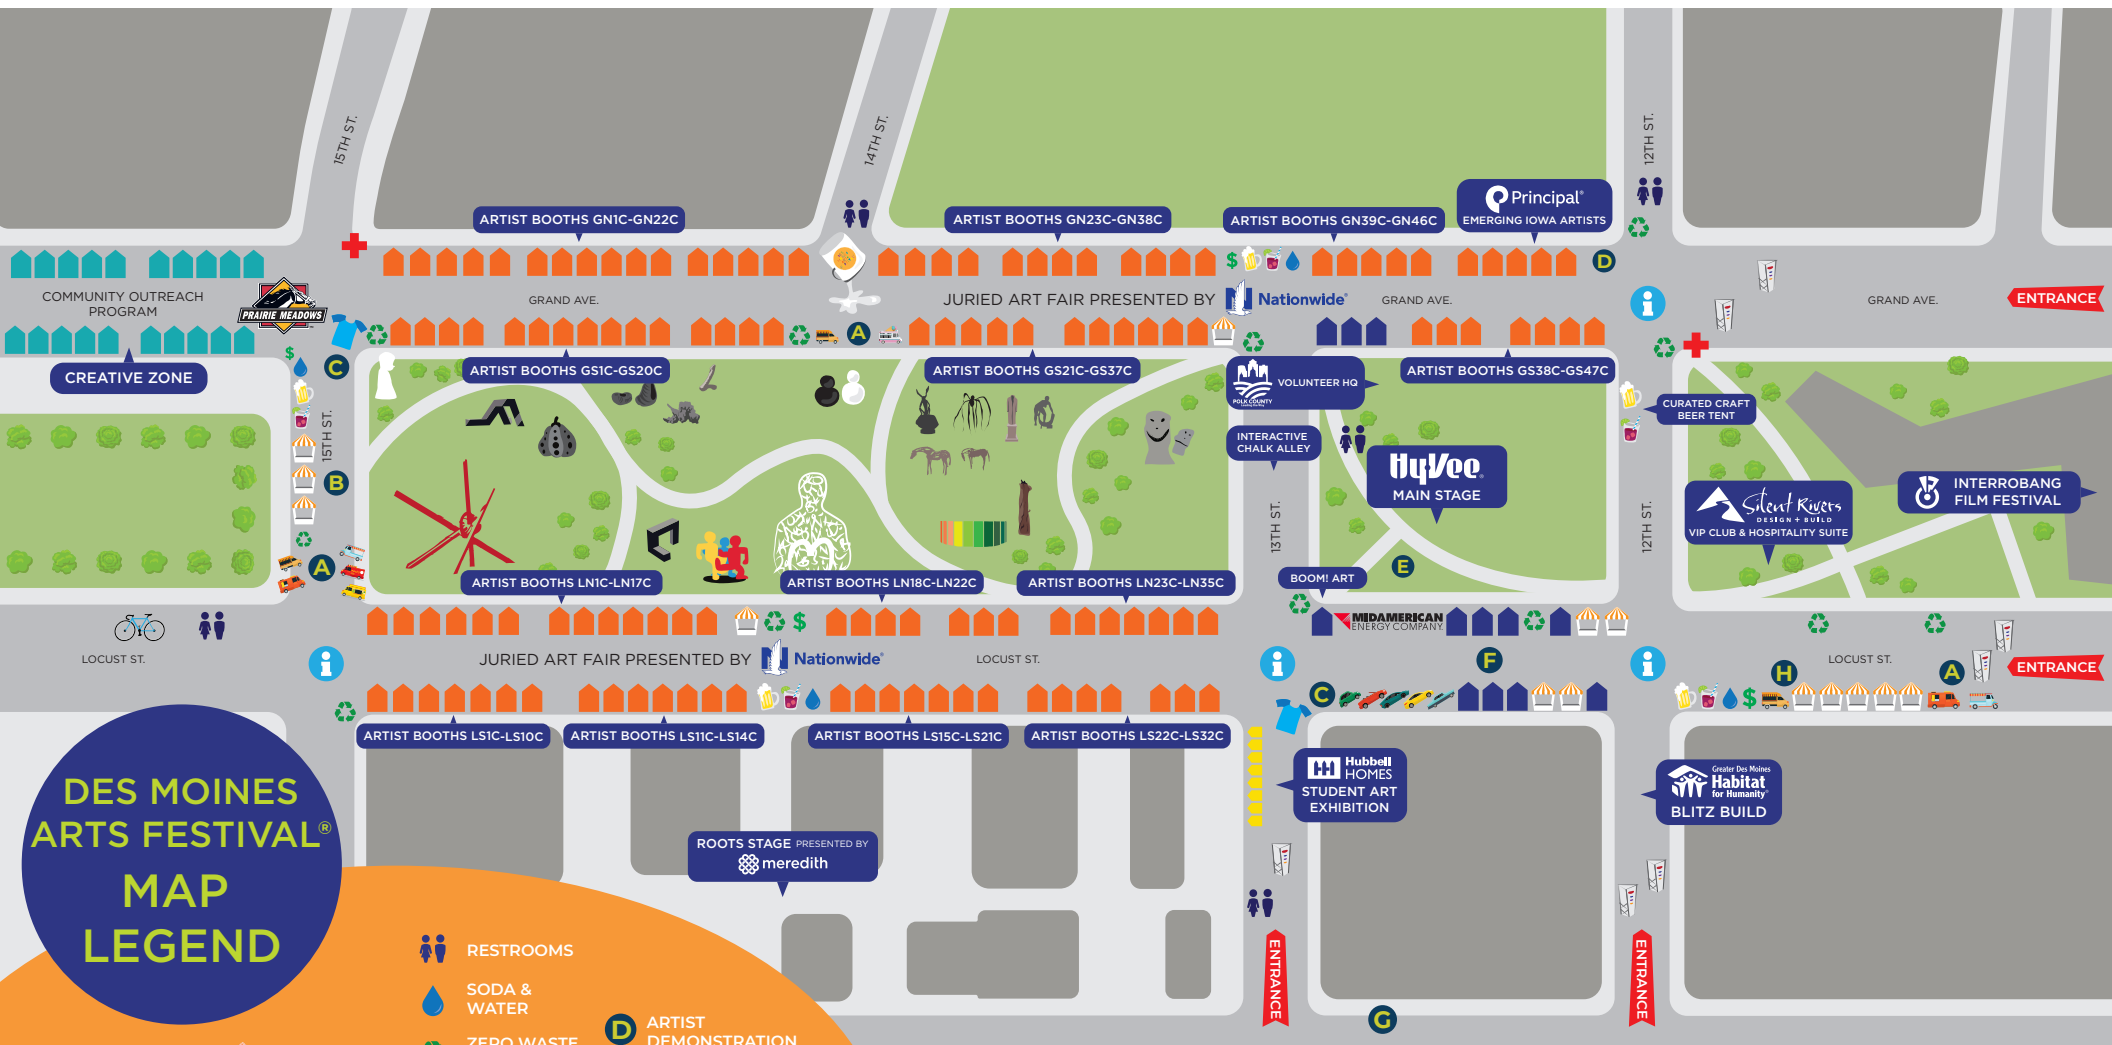 15TH ST.
14TH ST.
12TH ST.
Principal®
EMERGING IOWA ARTISTS
ARTIST BOOTHS GN1C-GN22C
ARTIST BOOTHS GN23C-GN38C
ARTIST BOOTHS GN39C-GN46C
$
D
COMMUNITY OUTREACH
PROGRAM
PRAIRIE MEADOWS
GRAND AVE.
JURIED ART FAIR PRESENTED BY
Nationwide®
GRAND AVE.
i
GRAND AVE.
ENTRANCE
A
$
C
CREATIVE ZONE
ARTIST BOOTHS GS1C-GS20C
ARTIST BOOTHS GS21C-GS37C
POLK COUNTY
VOLUNTEER HQ
ARTIST BOOTHS GS38C-GS47C
CURATED CRAFT
BEER TENT
15TH ST.
INTERACTIVE
CHALK ALLEY
HyVee
MAIN STAGE
B
13TH ST.
12TH ST.
Silent Rivers
DESIGN + BUILD
VIP CLUB & HOSPITALITY SUITE
INTERROBANG
FILM FESTIVAL
A
E
ARTIST BOOTHS LN1C-LN17C
ARTIST BOOTHS LN18C-LN22C
ARTIST BOOTHS LN23C-LN35C
BOOM! ART
$
MIDAMERICAN
ENERGY COMPANY
LOCUST ST.
i
JURIED ART FAIR PRESENTED BY
Nationwide®
LOCUST ST.
i
F
i
LOCUST ST.
H
A
ENTRANCE
C
$
ARTIST BOOTHS LS1C-LS10C
ARTIST BOOTHS LS11C-LS14C
ARTIST BOOTHS LS15C-LS21C
ARTIST BOOTHS LS22C-LS32C
Hubbell
HOMES
STUDENT ART
EXHIBITION
Greater Des Moines
Habitat
for Humanity®
BLITZ BUILD
ROOTS STAGE PRESENTED BY
meredith
ENTRANCE
ENTRANCE
G
DES MOINES
ARTS FESTIVAL®
MAP
LEGEND
RESTROOMS
SODA &
WATER
ZERO WASTE
D
ARTIST
DEMONSTRATION